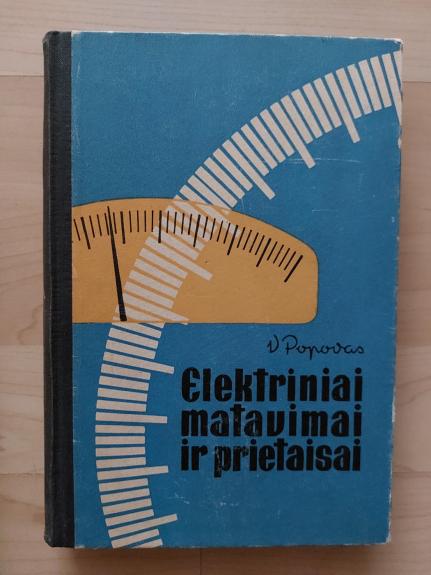 V Popovas
Elektriniai
matavimai
ir prietaisai